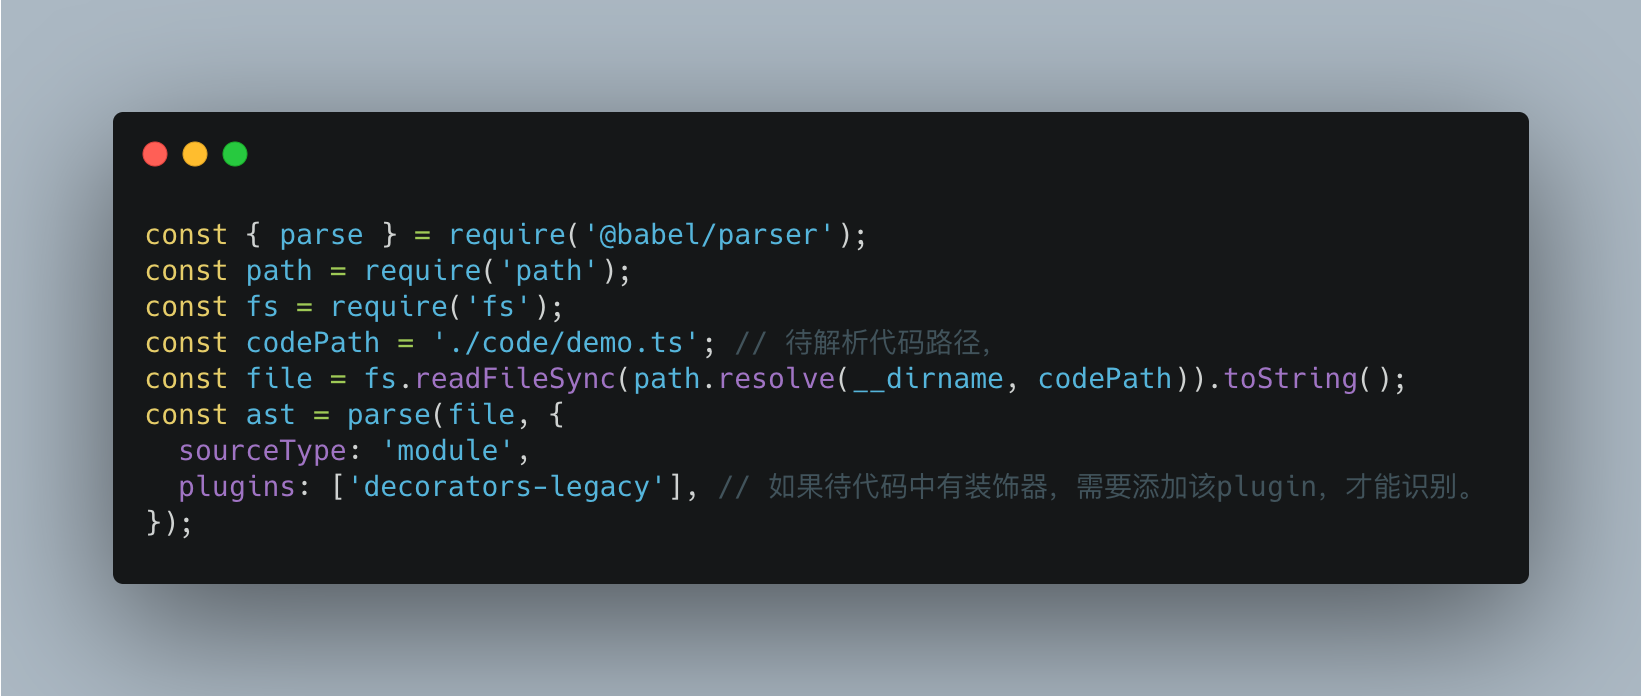 const { parse } = require('@babel/parser');
const path = require('path');
const fs = require('fs');
const codePath = './code/demo.ts'; // 待解析代码路径，
const file = fs.readFileSync(path.resolve(__dirname, codePath)).toString();
const ast = parse(file, {
  sourceType: 'module',
  plugins: ['decorators-legacy'], // 如果待代码中有装饰器，需要添加该plugin，才能识别。
});